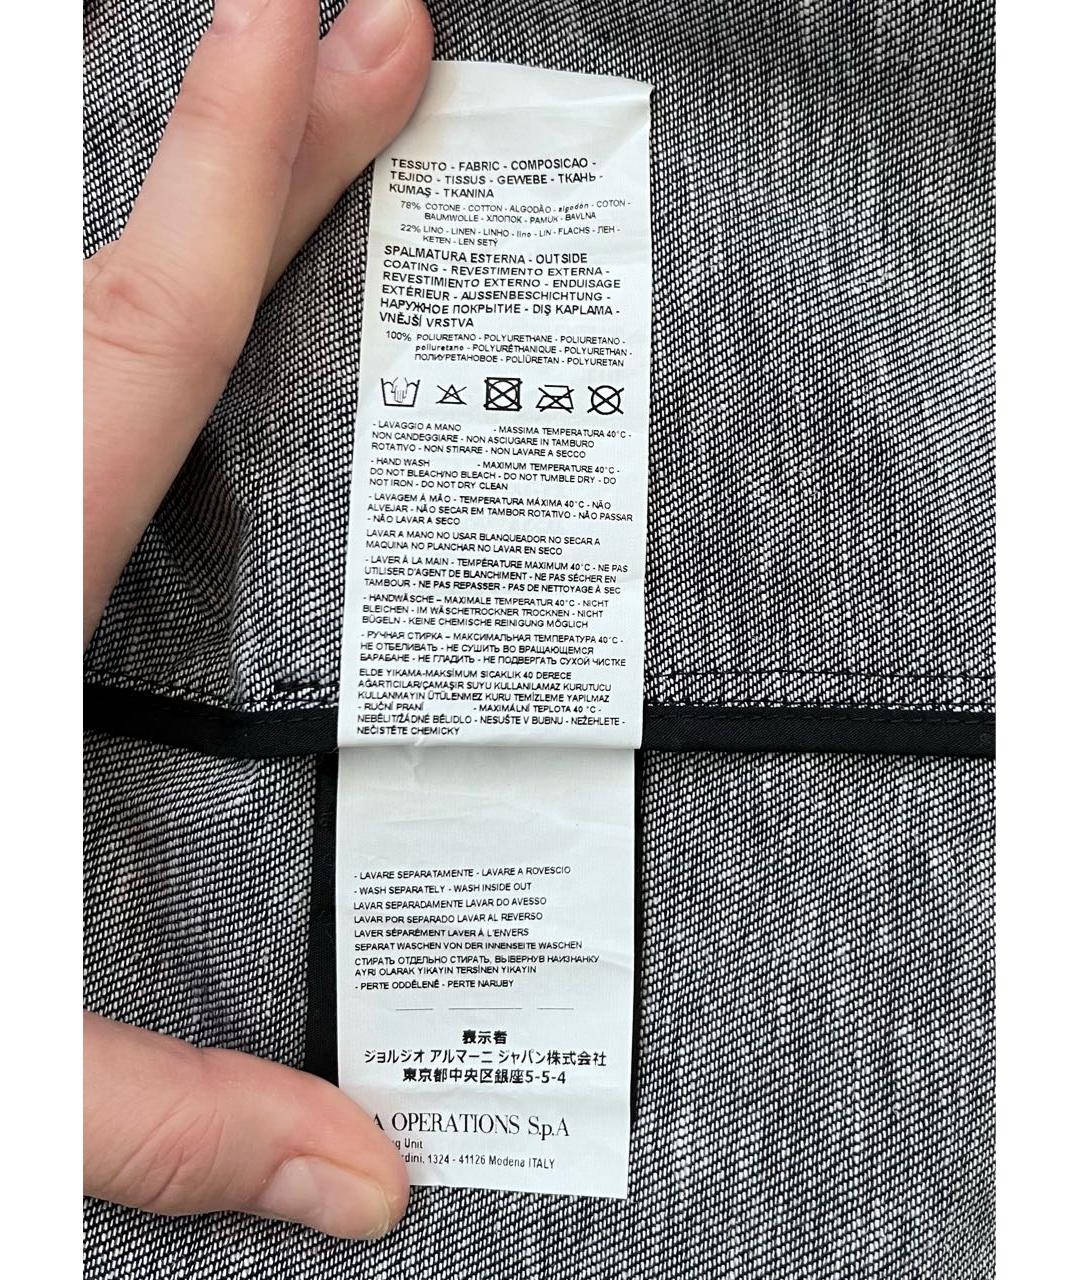 TESSUTO - FABRIC - COMPOSICAO -
TEJIDO - TISSUS - GEWEBE - ТКАНЬ -
KUMAŞ - TKANINA
78% COTONE - COTTON - ALGODÃO - algodón - COTON -
BAUMWOLLE - ХЛОПОК - PAMUK - BAVLNA
22% LINO - LINEN - LINHO - lino - LIN - FLACHS - ЛЕН -
KETEN - LEN SETÝ
SPALMATURA ESTERNA - OUTSIDE
COATING - REVESTIMENTO EXTERNA -
REVESTIMIENTO EXTERNO - ENDUISAGE
EXTÉRIEUR - AUSSENBESCHICHTUNG -
НАРУЖНОЕ ПОКРЫТИЕ - DIŞ KAPLAMA -
VNĚJŠÍ VRSTVA
100% POLIURETANO - POLYURETHANE - POLIURETANO -
poliuretano - POLYURÉTHANIQUE - POLYURETHAN -
ПОЛИУРЕТАНОВОЕ - POLİÜRETAN - POLYURETAN
- LAVAGGIO A MANO - MASSIMA TEMPERATURA 40°C -
NON CANDEGGIARE - NON ASCIUGARE IN TAMBURO
ROTATIVO - NON STIRARE - NON LAVARE A SECCO
- HAND WASH - MAXIMUM TEMPERATURE 40°C -
DO NOT BLEACH/NO BLEACH - DO NOT TUMBLE DRY - DO
NOT IRON - DO NOT DRY CLEAN
- LAVAGEM À MÃO - TEMPERATURA MÁXIMA 40°C - NÃO
ALVEJAR - NÃO SECAR EM TAMBOR ROTATIVO - NÃO PASSAR
- NÃO LAVAR A SECO
LAVAR A MANO NO USAR BLANQUEADOR NO SECAR A
MAQUINA NO PLANCHAR NO LAVAR EN SECO
- LAVER À LA MAIN - TEMPÉRATURE MAXIMUM 40°C - NE PAS
UTILISER D'AGENT DE BLANCHIMENT - NE PAS SÉCHER EN
TAMBOUR - NE PAS REPASSER - PAS DE NETTOYAGE À SEC
- HANDWÄSCHE – MAXIMALE TEMPERATUR 40°C - NICHT
BLEICHEN - IM WÄSCHETROCKNER TROCKNEN - NICHT
BÜGELN - KEINE CHEMISCHE REINIGUNG MÖGLICH
- РУЧНАЯ СТИРКА – МАКСИМАЛЬНАЯ ТЕМПЕРАТУРА 40°C -
НЕ ОТБЕЛИВАТЬ - НЕ СУШИТЬ ВО ВРАЩАЮЩЕМСЯ
БАРАБАНЕ - НЕ ГЛАДИТЬ - НЕ ПОДВЕРГАТЬ СУХОЙ ЧИСТКЕ
ELDE YIKAMA-MAKSİMUM SICAKLIK 40 DERECE
AĞARTICILAR/ÇAMAŞIR SUYU KULLANILAMAZ KURUTUCU
KULLANMAYIN ÜTÜLENMEZ KURU TEMİZLEME YAPILMAZ
- RUČNÍ PRANÍ - MAXIMÁLNÍ TEPLOTA 40°C -
NEBĚLIT/ŽÁDNÉ BĚLIDLO - NESUŠTE V BUBNU - NEŽEHLETE -
NEČISTĚTE CHEMICKY
- LAVARE SEPARATAMENTE - LAVARE A ROVESCIO
- WASH SEPARATELY - WASH INSIDE OUT
LAVAR SEPARADAMENTE LAVAR DO AVESSO
LAVAR POR SEPARADO LAVAR AL REVERSO
LAVER SÉPARÉMENT LAVER À L'ENVERS
SEPARAT WASCHEN VON DER INNENSEITE WASCHEN
СТИРАТЬ ОТДЕЛЬНО СТИРАТЬ, ВЫВЕРНУВ НАИЗНАНКУ
AYRI OLARAK YIKAYIN TERSİNEN YIKAYIN
- PERTE ODDĚLENĚ - PERTE NARUBY
表示者
ジョルジオ アルマーニ ジャパン株式会社
東京都中央区銀座5-5-4
A OPERATIONS S.p.A
Unit
1324 - 41126 Modena ITALY